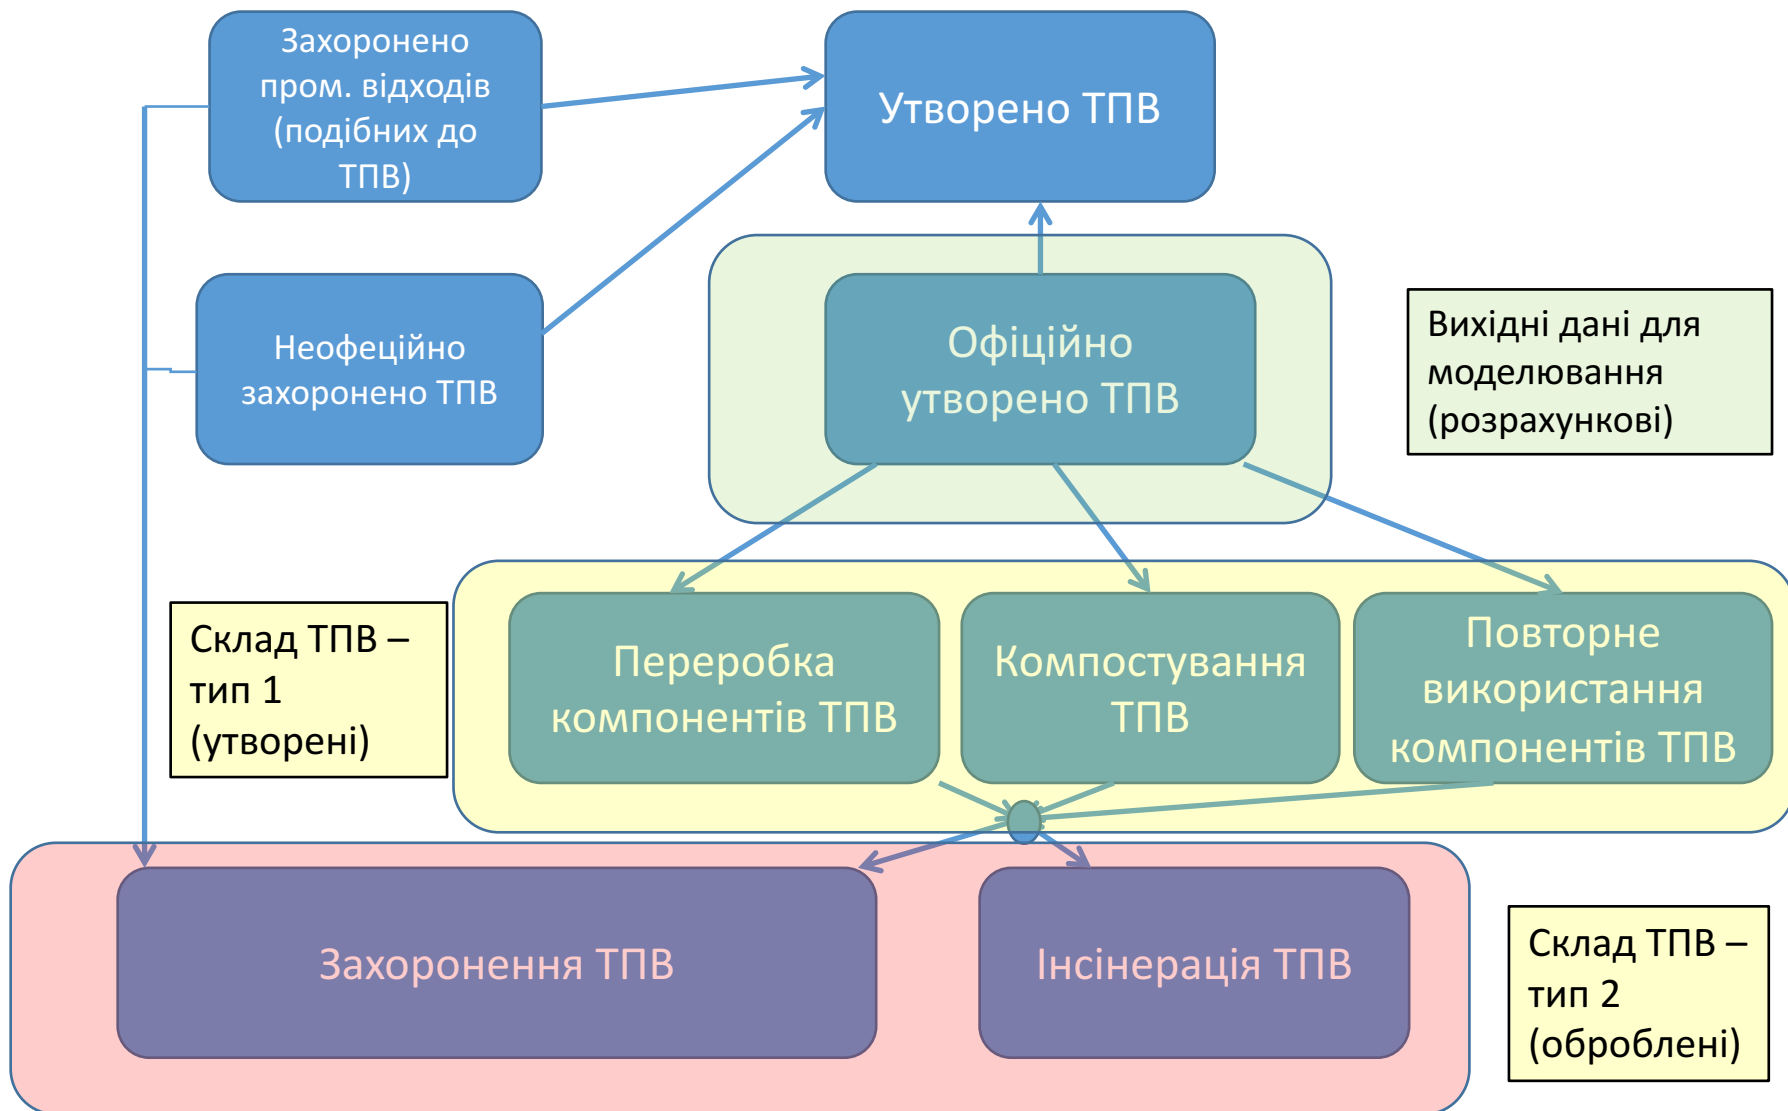 Захоронено
пром. відходів
(подібних до
ТПВ)
Утворено ТПВ
Неофеційно
захоронено ТПВ
Офіційно
утворено ТПВ
Вихідні дані для
моделювання
(розрахункові)
Склад ТПВ –
тип 1
(утворені)
Переробка
компонентів ТПВ
Компостування
ТПВ
Повторне
використання
компонентів ТПВ
Захоронення ТПВ
Інсінерація ТПВ
Склад ТПВ –
тип 2
(оброблені)